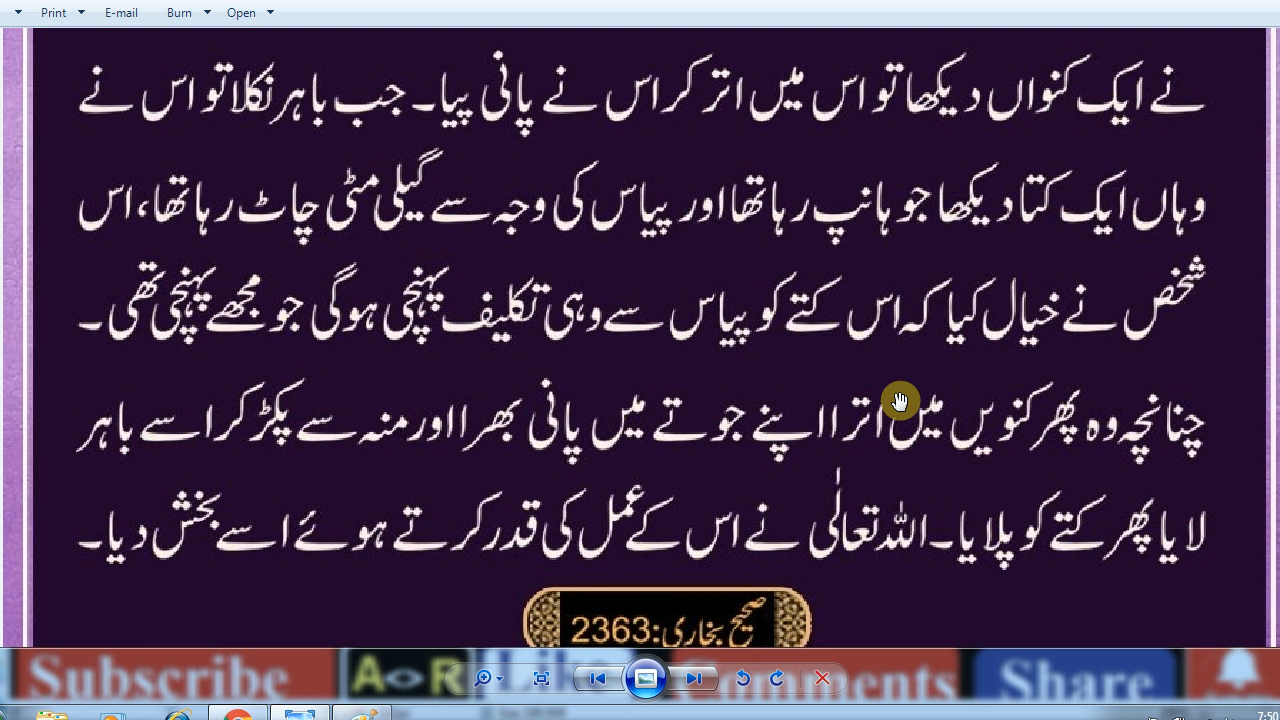 Print E-mail Burn Open
نے ایک کنواں دیکھا تو اس میں اتر کر اس نے پانی پیا۔ جب باہر نکلا تو اس نے
وہاں ایک کتا دیکھا جو ہانپ رہا تھا اور پیاس کی وجہ سے گیلی مٹی چاٹ رہا تھا، اس
شخص نے خیال کیا کہ اس کتے کو پیاس سے وہی تکلیف پہنچی ہوگی جو مجھے پہنچی تھی۔
چنانچہ وہ پھر کنویں میں اترا اپنے جوتے میں پانی بھرا اور منہ سے پکڑ کر اسے باہر
لایا پھر کتے کو پلایا۔ اللہ تعالٰی نے اس کے عمل کی قدر کرتے ہوئے اسے بخش دیا۔
صحیح بخاری:2363
Subscribe Like Share
7:50